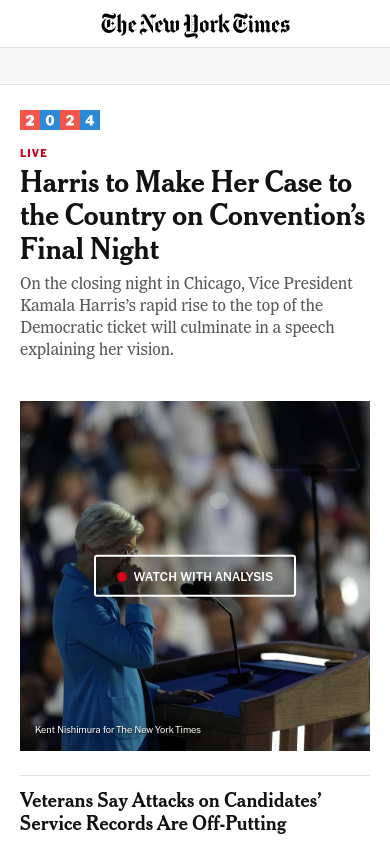 The New York Times
2024
LIVE
Harris to Make Her Case to
the Country on Convention’s
Final Night
On the closing night in Chicago, Vice President
Kamala Harris’s rapid rise to the top of the
Democratic ticket will culminate in a speech
explaining her vision.
WATCH WITH ANALYSIS
Kent Nishimura for The New York Times
Veterans Say Attacks on Candidates’
Service Records Are Off-Putting